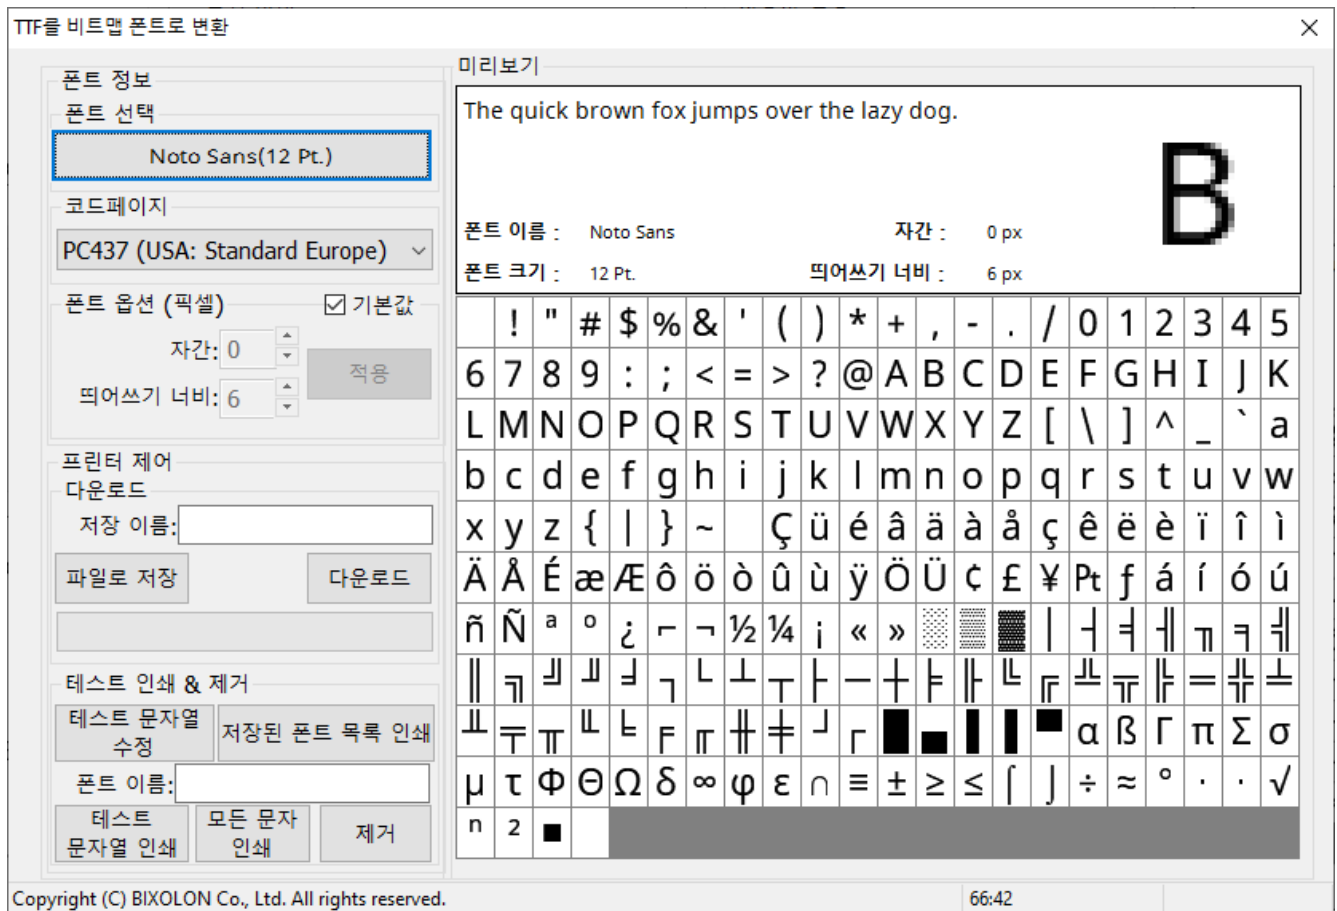 TTF를 비트맵 폰트로 변환
폰트 정보
폰트 선택
Noto Sans(12 Pt.)
코드페이지
PC437 (USA: Standard Europe)
폰트 옵션 (픽셀)
기본값
자간: 0
적용
띄어쓰기 너비: 6
프린터 제어
다운로드
저장 이름:
파일로 저장
다운로드
테스트 인쇄 & 제거
테스트 문자열
수정
저장된 폰트 목록 인쇄
폰트 이름:
테스트
문자열 인쇄
모든 문자
인쇄
제거
미리보기
The quick brown fox jumps over the lazy dog.
B
폰트 이름 : Noto Sans 자간 : 0 px
폰트 크기 : 12 Pt. 띄어쓰기 너비 : 6 px
! " # $ % & ' ( ) * + , - . / 0 1 2 3 4 5
6 7 8 9 : ; < = > ? @ A B C D E F G H I J K
L M N O P Q R S T U V W X Y Z [ \ ] ^ _ ` a
b c d e f g h i j k l m n o p q r s t u v w
x y z { | } ~ Ç ü é â ä à å ç ê ë è ï î ì
Ä Å É æ Æ ô ö ò û ù ÿ Ö Ü ¢ £ ¥ ₧ ƒ á í ó ú
ñ Ñ ª º ¿ ⌐ ¬ ½ ¼ ¡ « » ░ ▒ ▓ │ ┤ ╡ ╢ ╖ ╕ ╣
║ ╗ ╝ ╜ ╛ ┐ └ ┴ ┬ ├ ─ ┼ ╞ ╟ ╚ ╔ ╩ ╦ ╠ ═ ╬ ╧
╨ ╤ ╥ ╙ ╘ ╒ ╓ ╫ ╪ ┘ ┌ █ ▄ ▌ ▐ ▀ α ß Γ π Σ σ
µ τ Φ Θ Ω δ ∞ φ ε ∩ ≡ ± ≥ ≤ ⌠ ⌡ ÷ ≈ ° ∙ · √
ⁿ ² ■
Copyright (C) BIXOLON Co., Ltd. All rights reserved.
66:42